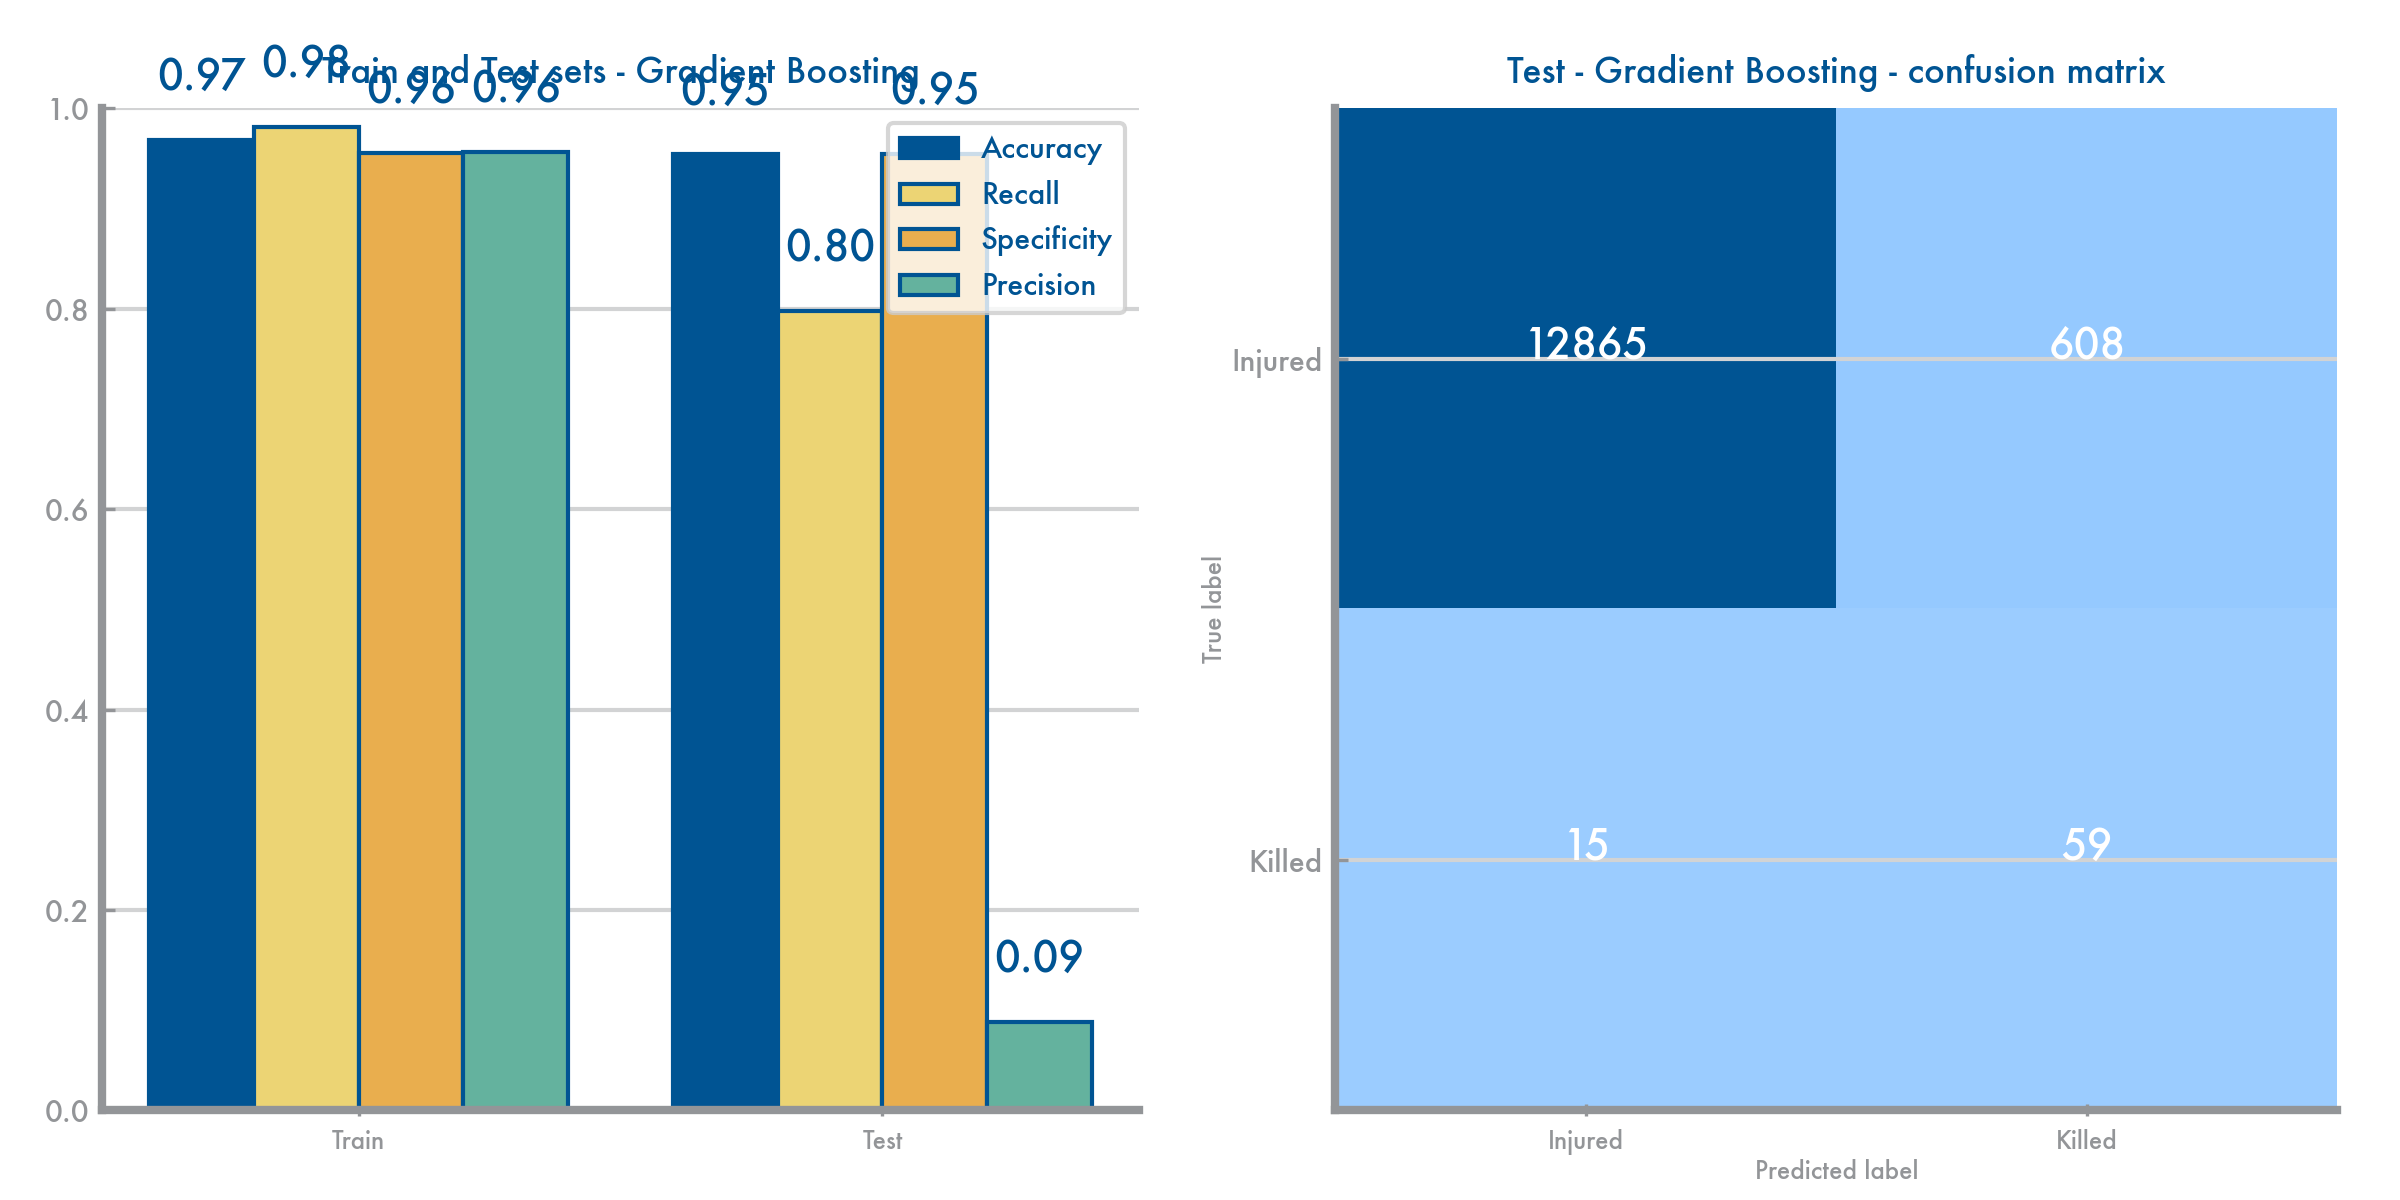 Train and Test sets - Gradient Boosting
0.97
0.98
0.96
0.96
0.95
0.80
0.95
0.09
1.0
0.8
0.6
0.4
0.2
0.0
Accuracy
Recall
Specificity
Precision
Train
Test
Test - Gradient Boosting - confusion matrix
True label
Injured
12865
608
Killed
15
59
Injured
Killed
Predicted label